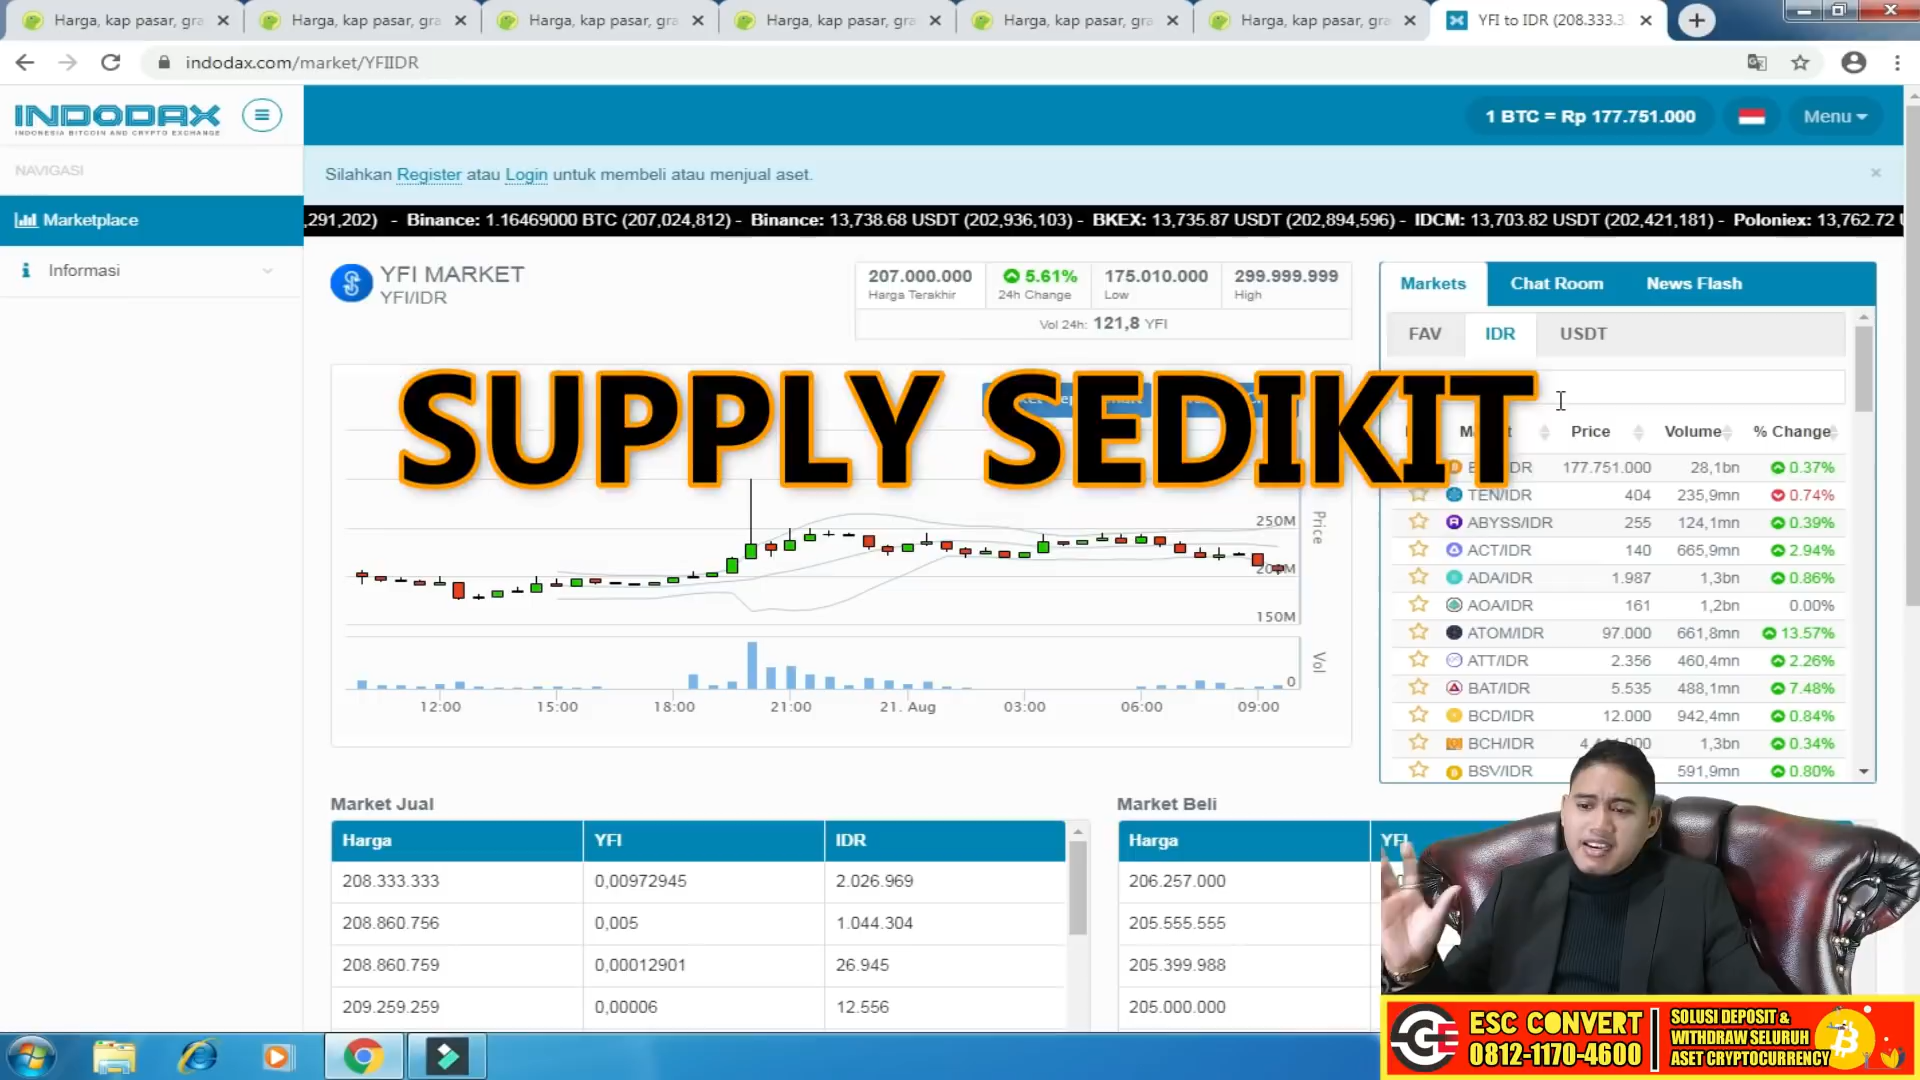 Harga, kap pasar, gra
Harga, kap pasar, gra
Harga, kap pasar, gra
Harga, kap pasar, gra
Harga, kap pasar, gra
Harga, kap pasar, gra
YFI to IDR (208.333.3
indodax.com/market/YFIIDR
INDODAX
INDONESIA BITCOIN AND CRYPTO EXCHANGE
1 BTC = Rp 177.751.000
Menu
NAVIGASI
Silahkan Register atau Login untuk membeli atau menjual aset.
Marketplace
,291,202) - Binance: 1.16469000 BTC (207,024,812) - Binance: 13,738.68 USDT (202,936,103) - BKEX: 13,735.87 USDT (202,894,596) - IDCM: 13,703.82 USDT (202,421,181) - Poloniex: 13,762.72 U
Informasi
YFI MARKET
YFI/IDR
207.000.000
Harga Terakhir
5.61%
24h Change
175.010.000
Low
299.999.999
High
Vol 24h: 121,8 YFI
Markets
Chat Room
News Flash
FAV
IDR
USDT
SUPPLY SEDIKIT
Price
Volume
% Change
177.751.000 28,1bn 0.37%
TEN/IDR 404 235,9mn 0.74%
ABYSS/IDR 255 124,1mn 0.39%
ACT/IDR 140 665,9mn 2.94%
ADA/IDR 1.987 1,3bn 0.86%
AOA/IDR 161 1,2bn 0.00%
ATOM/IDR 97.000 661,8mn 13.57%
ATT/IDR 2.356 460,4mn 2.26%
BAT/IDR 5.535 488,1mn 7.48%
BCD/IDR 12.000 942,4mn 0.84%
BCH/IDR 1,3bn 0.34%
BSV/IDR 591,9mn 0.80%
250M
200M
150M
Price
Vol
0
12:00 15:00 18:00 21:00 21. Aug 03:00 06:00 09:00
Market Jual
Harga YFI IDR
208.333.333 0,00972945 2.026.969
208.860.756 0,005 1.044.304
208.860.759 0,00012901 26.945
209.259.259 0,00006 12.556
Market Beli
Harga YFI
206.257.000
205.555.555
205.399.988
205.000.000
ESC CONVERT
0812-1170-4600
SOLUSI DEPOSIT &
WITHDRAW SELURUH
ASET CRYPTOCURRENCY